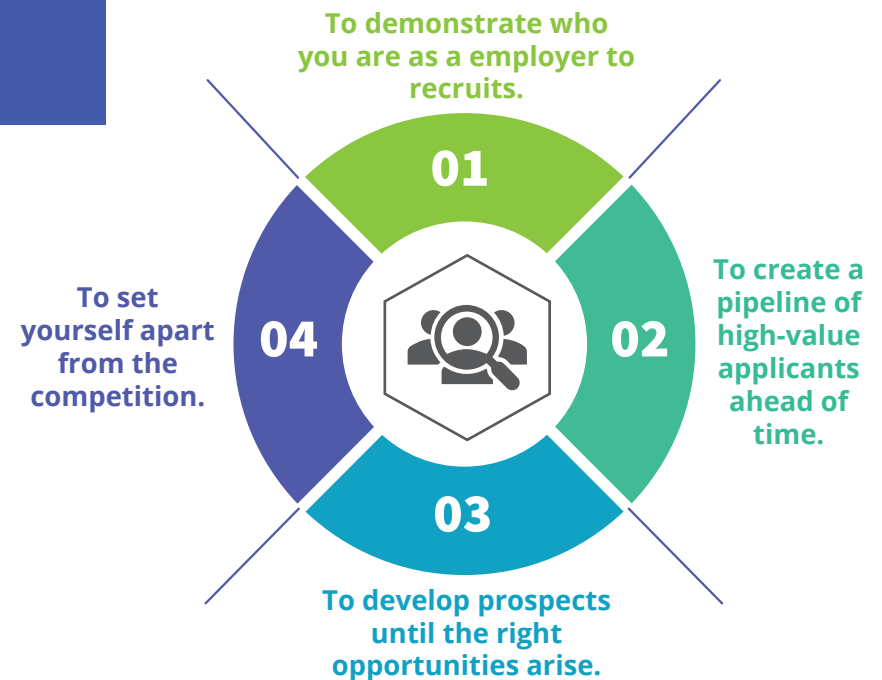 To demonstrate who
you are as a employer to
recruits.
01
To create a
pipeline of
high-value
applicants
ahead of
time.
02
03
To develop prospects
until the right
opportunities arise.
To set
yourself apart
from the
competition.
04